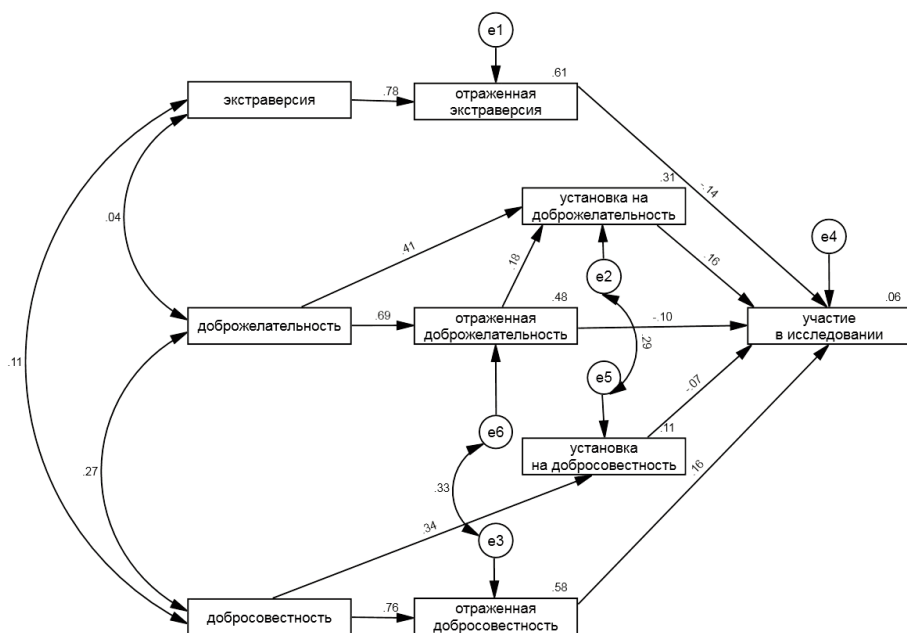 e1
.61
экстраверсия
.78
отраженная
экстраверсия
.31
-.14
установка на
доброжелательность
.04
.41
.18
.16
e4
e2
.48
.06
доброжелательность
.69
отраженная
доброжелательность
-.10
участие
в исследовании
.29
.11
e5
-.07
e6
.11
установка
на добросовестность
.27
.33
.34
.16
e3
.58
добросовестность
.76
отраженная
добросовестность